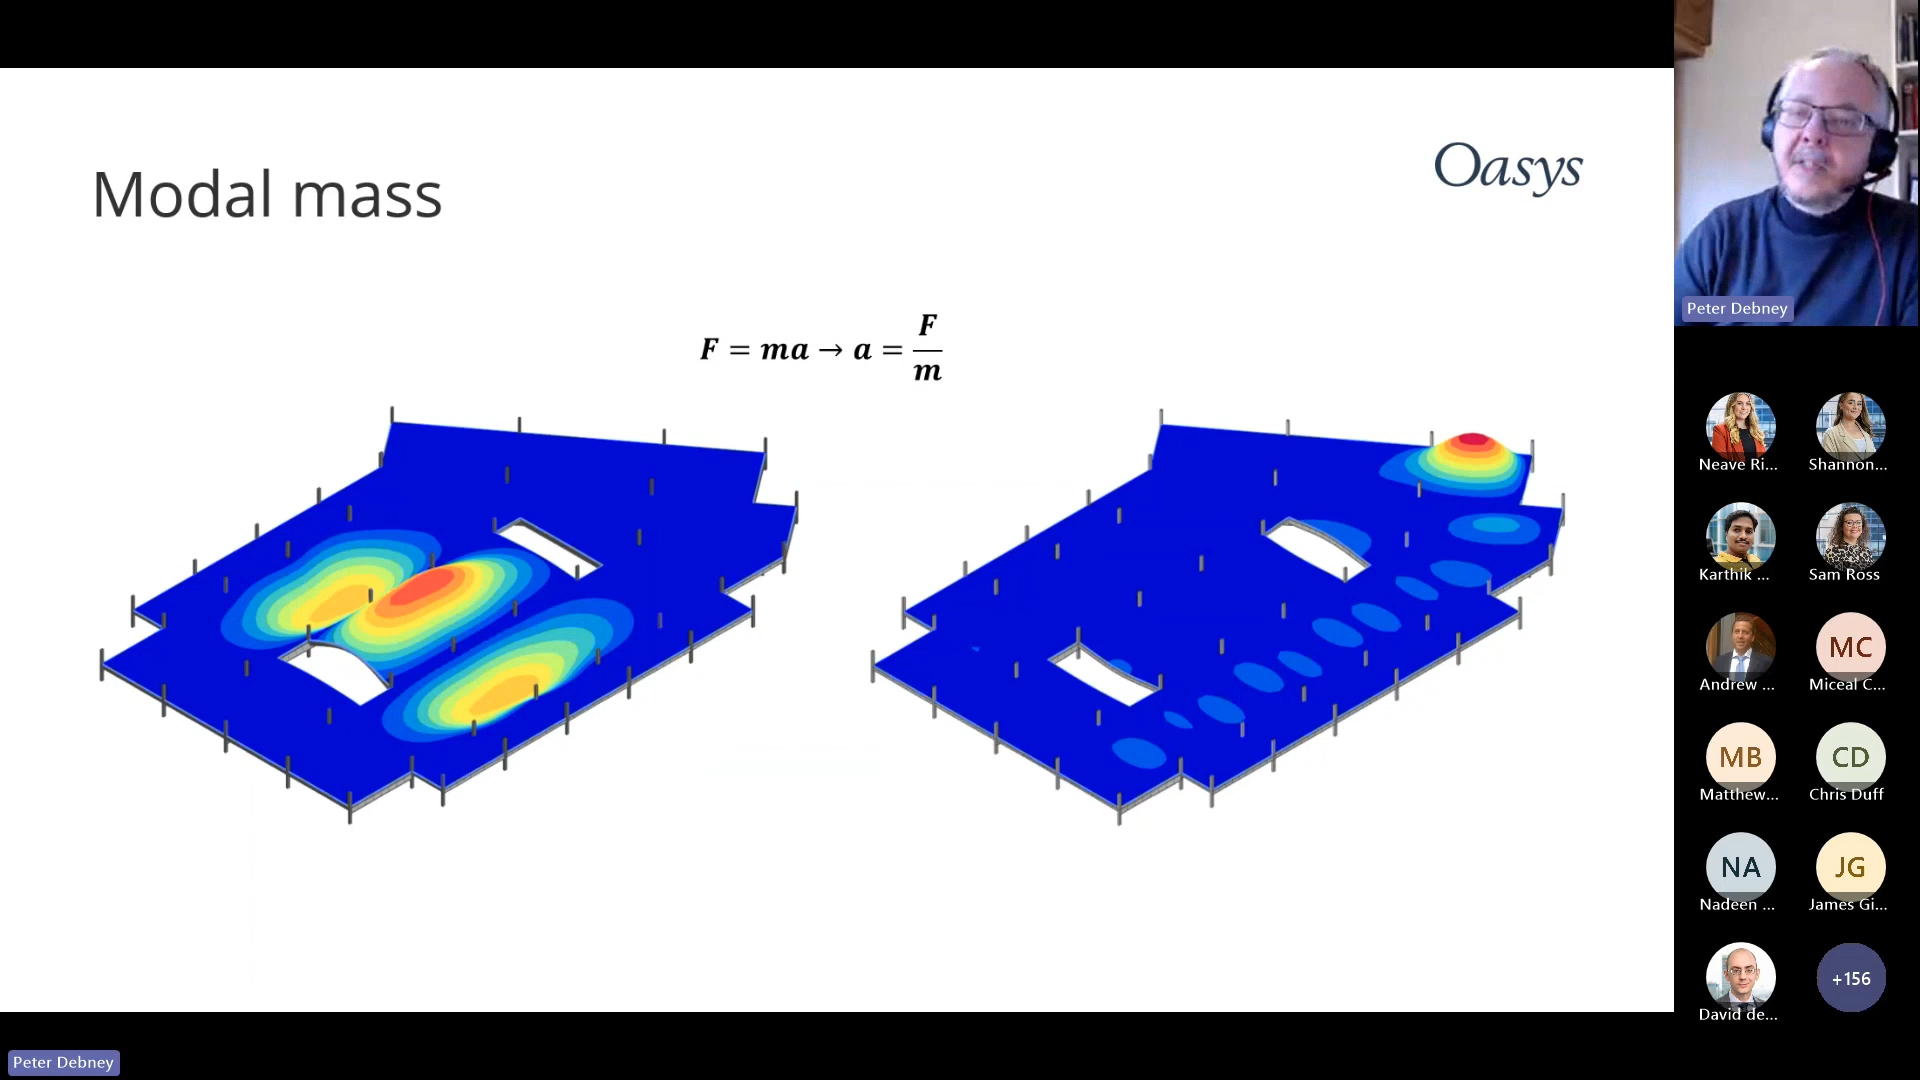 Modal mass
Oasys
F = ma → a = F/m
Peter Debney
Neave Ri...
Shannon...
Karthik ...
Sam Ross
Andrew ...
MC
Miceal C...
MB
Matthew...
CD
Chris Duff
NA
Nadeen ...
JG
James Gi...
David de...
+156
Peter Debney